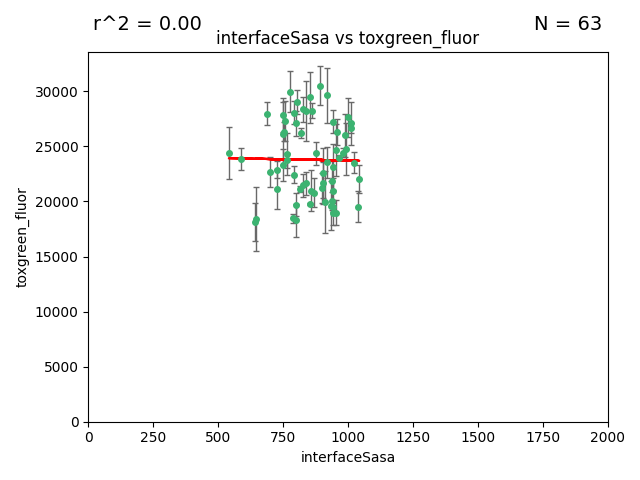 r^2 = 0.00
N = 63
interfaceSasa vs toxgreen_fluor
toxgreen_fluor
30000
25000
20000
15000
10000
5000
0
0 250 500 750 1000 1250 1500 1750 2000
interfaceSasa